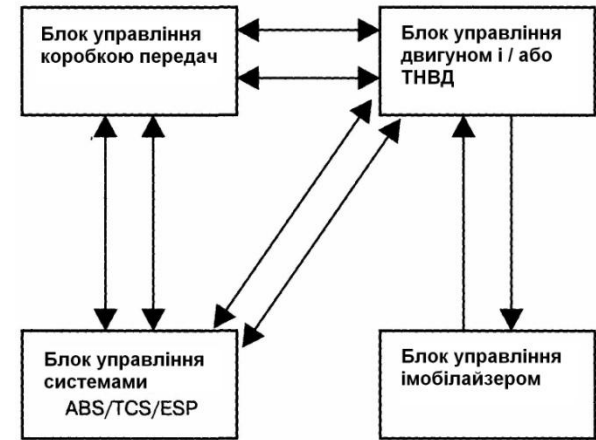 Блок управління
коробкою передач
Блок управління
двигуном і / або
ТНВД
Блок управління
системами
ABS/TCS/ESP
Блок управління
імобілайзером